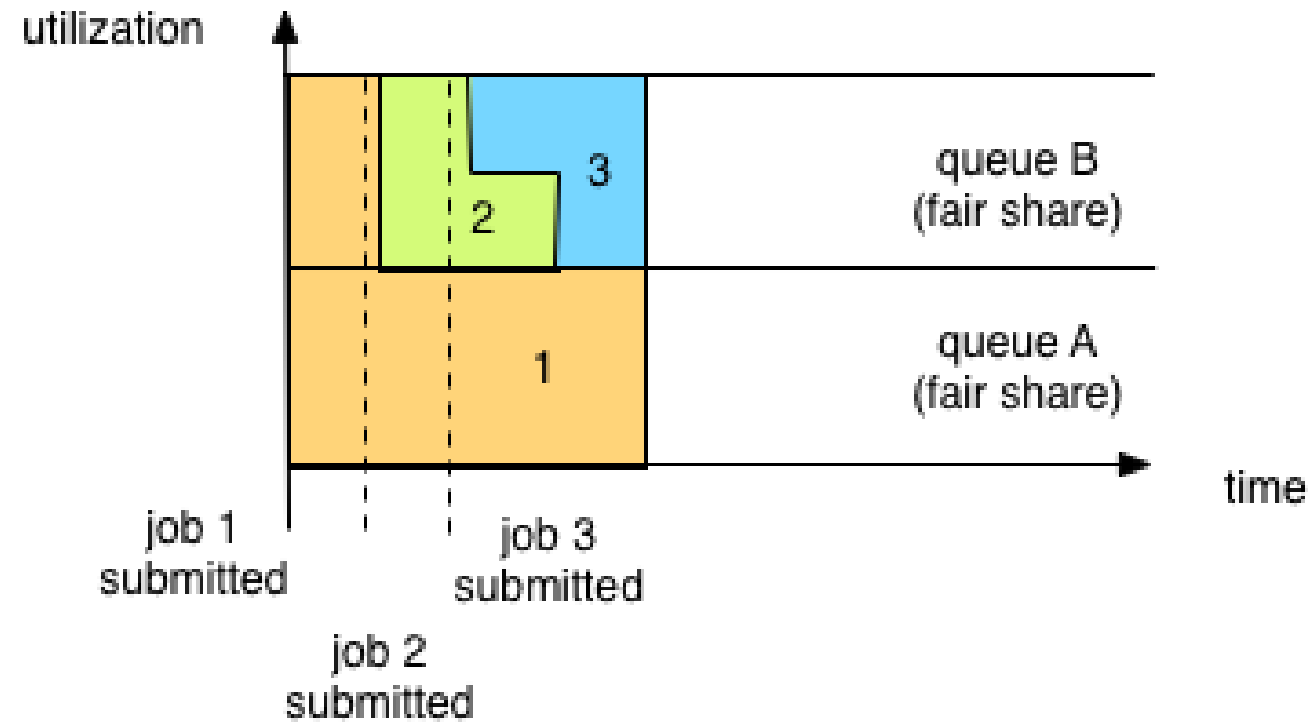 utilization
3
queue B
(fair share)
2
1
queue A
(fair share)
time
job 1
submitted
job 3
submitted
job 2
submitted